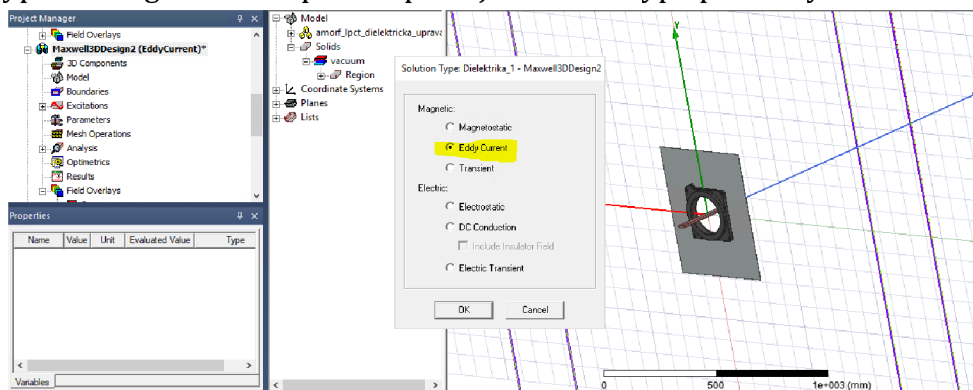 Project Manager
Field Overlays
Maxwell3DDesign2 (EddyCurrent)*
3D Components
Model
Boundaries
Excitations
Parameters
Mesh Operations
Analysis
Optimetrics
Results
Field Overlays
Properties
Name Value Unit Evaluated Value Type
Variables
Model
amorf_lpct_dielektricka_uprava
Solids
vacuum
Region
Coordinate Systems
Planes
Lists
Solution Type: Dielektrika_1 - Maxwell3DDesign2
Magnetic:
Magnetostatic
Eddy Current
Transient
Electric:
Electrostatic
DC Conduction
Include Insulator Field
Electric Transient
OK Cancel
Y
0 500 1e+003 (mm)